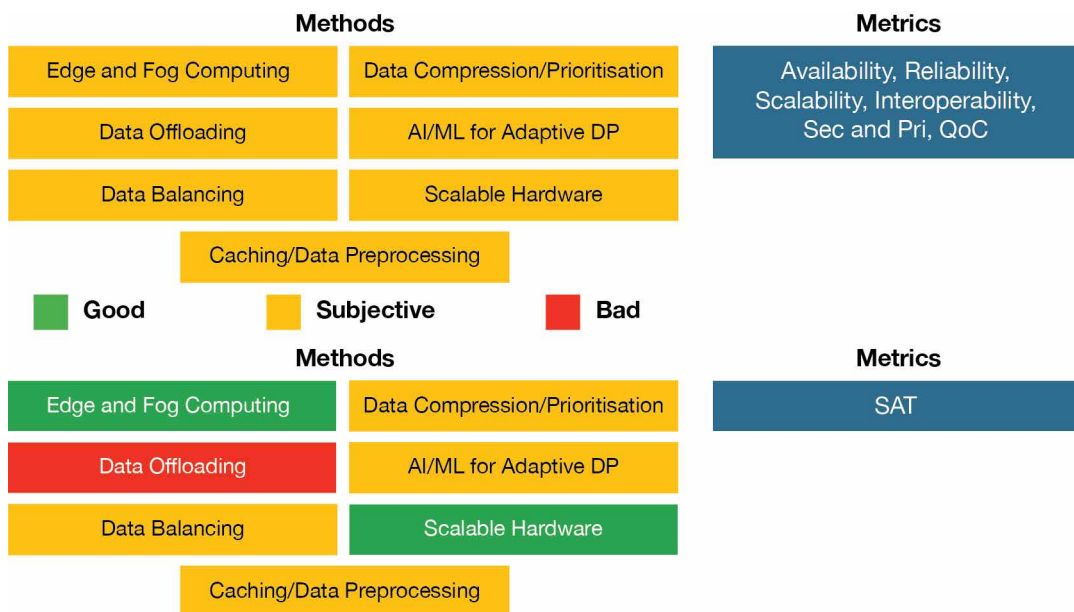 Methods
Metrics
Edge and Fog Computing
Data Compression/Prioritisation
Availability, Reliability,
Scalability, Interoperability,
Sec and Pri, QoC
Data Offloading
AI/ML for Adaptive DP
Data Balancing
Scalable Hardware
Caching/Data Preprocessing
Good
Subjective
Bad
Methods
Metrics
Edge and Fog Computing
Data Compression/Prioritisation
SAT
Data Offloading
AI/ML for Adaptive DP
Data Balancing
Scalable Hardware
Caching/Data Preprocessing